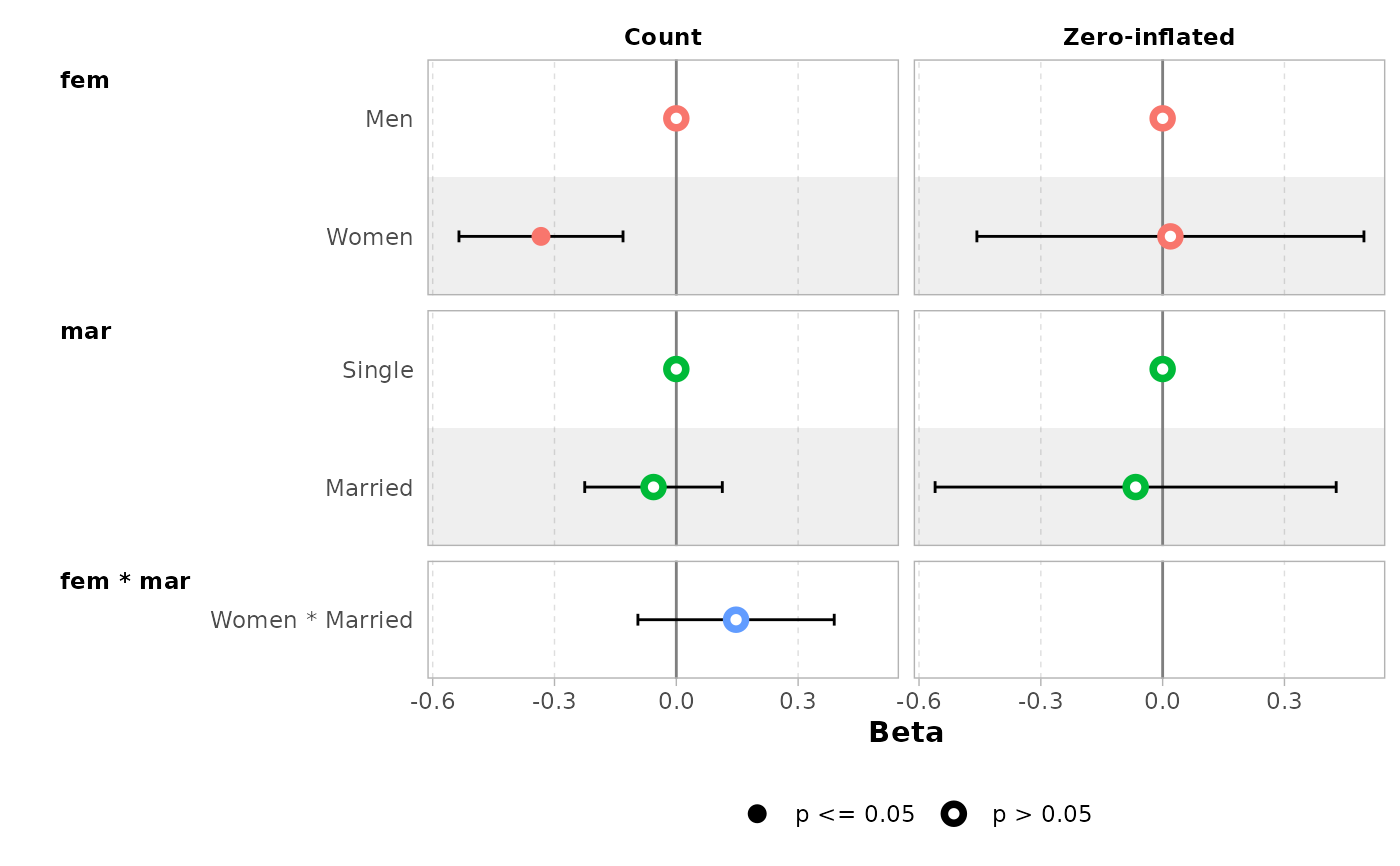 Count Zero-inflated
fem
Men
Women
mar
Single
Married
fem * mar
Women * Married
-0.6 -0.3 0.0 0.3 -0.6 -0.3 0.0 0.3
Beta
p <= 0.05 p > 0.05